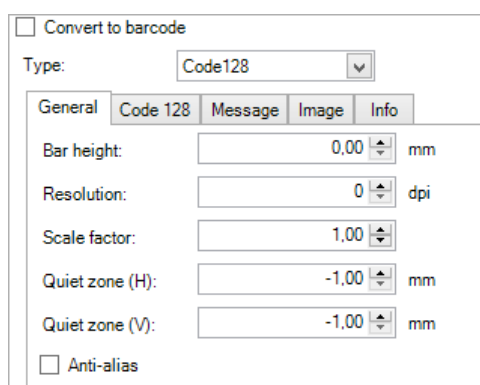 Convert to barcode
Type: Code128
General Code 128 Message Image Info
Bar height: 0,00 mm
Resolution: 0 dpi
Scale factor: 1,00
Quiet zone (H): -1,00 mm
Quiet zone (V): -1,00 mm
Anti-alias